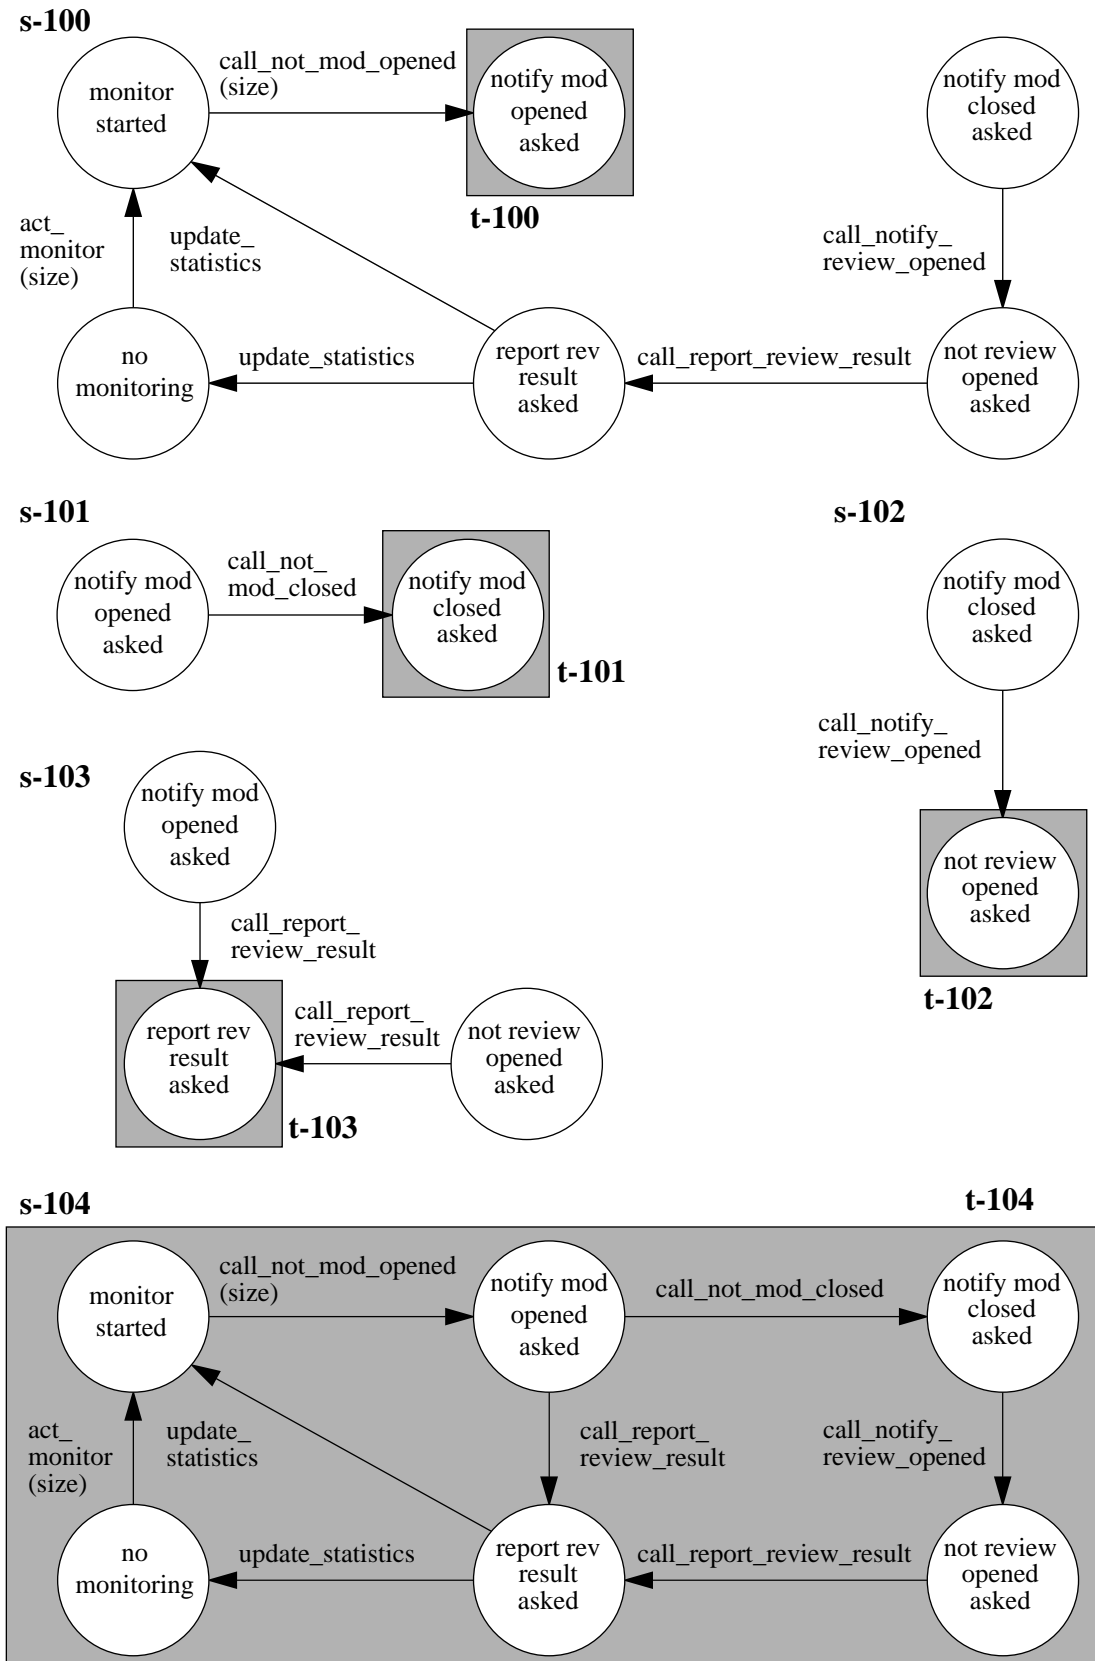 s-100
monitor
started
call_not_mod_opened
(size)
notify mod
opened
asked
t-100
notify mod
closed
asked
act_
monitor
(size)
update_
statistics
call_notify_
review_opened
no
monitoring
update_statistics
report rev
result
asked
call_report_review_result
not review
opened
asked
s-101
notify mod
opened
asked
call_not_
mod_closed
notify mod
closed
asked
t-101
s-102
notify mod
closed
asked
call_notify_
review_opened
not review
opened
asked
t-102
s-103
notify mod
opened
asked
call_report_
review_result
report rev
result
asked
t-103
call_report_
review_result
not review
opened
asked
s-104
t-104
monitor
started
call_not_mod_opened
(size)
notify mod
opened
asked
call_not_mod_closed
notify mod
closed
asked
act_
monitor
(size)
update_
statistics
call_report_
review_result
call_notify_
review_opened
no
monitoring
update_statistics
report rev
result
asked
call_report_review_result
not review
opened
asked